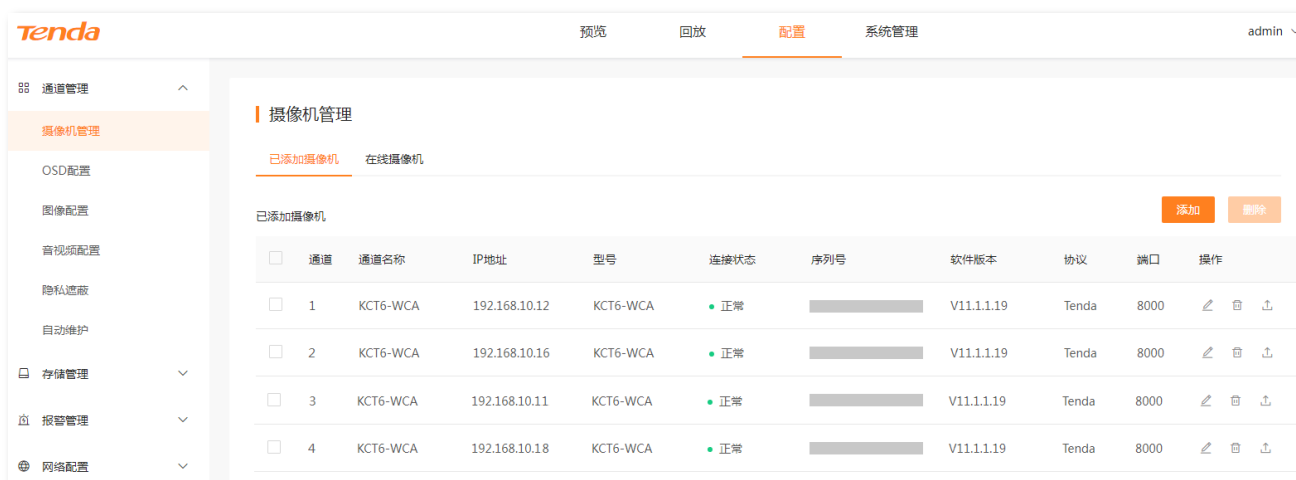 Tenda 预览 回放 配置 系统管理 admin
通道管理
摄像机管理
OSD配置
图像配置
音视频配置
隐私遮蔽
自动维护
存储管理
报警管理
网络配置
摄像机管理
已添加摄像机 在线摄像机
已添加摄像机 添加 删除
通道 通道名称 IP地址 型号 连接状态 序列号 软件版本 协议 端口 操作
1 KCT6-WCA 192.168.10.12 KCT6-WCA 正常 V11.1.1.19 Tenda 8000
2 KCT6-WCA 192.168.10.16 KCT6-WCA 正常 V11.1.1.19 Tenda 8000
3 KCT6-WCA 192.168.10.11 KCT6-WCA 正常 V11.1.1.19 Tenda 8000
4 KCT6-WCA 192.168.10.18 KCT6-WCA 正常 V11.1.1.19 Tenda 8000